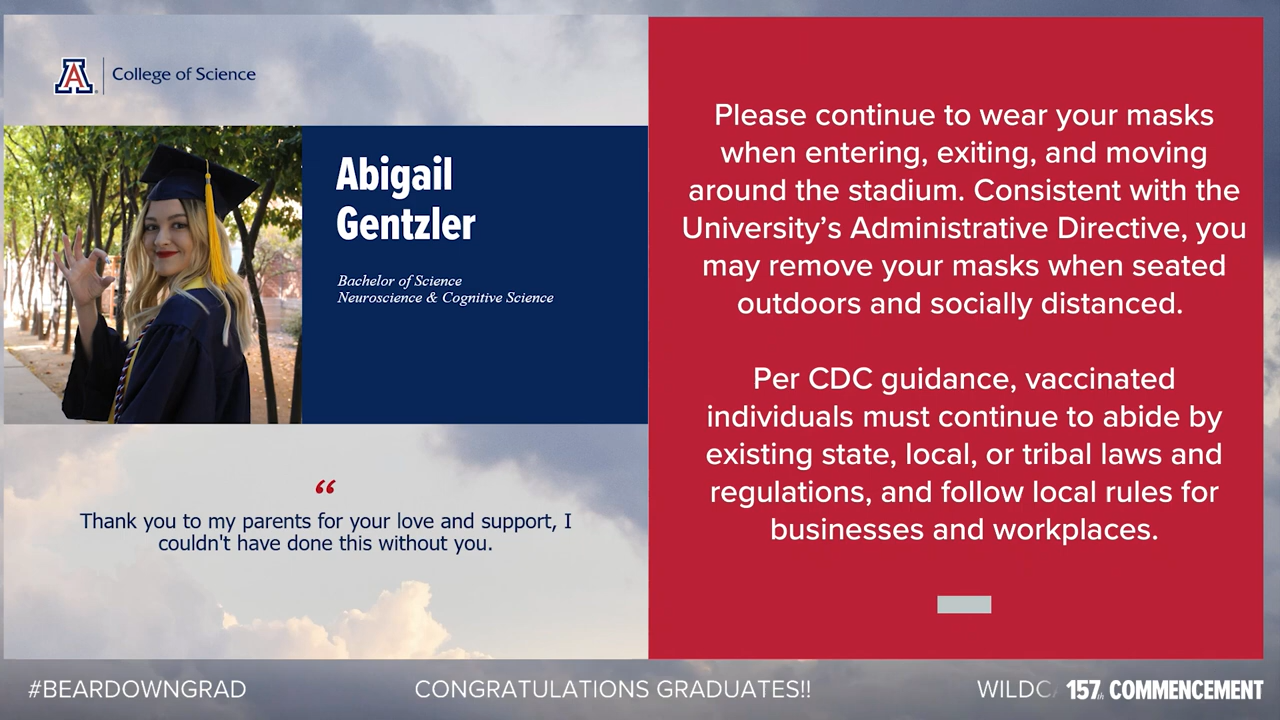 A
College of Science
Abigail
Gentzler
Bachelor of Science
Neuroscience & Cognitive Science
“
Thank you to my parents for your love and support, I
couldn't have done this without you.
Please continue to wear your masks
when entering, exiting, and moving
around the stadium. Consistent with the
University’s Administrative Directive, you
may remove your masks when seated
outdoors and socially distanced.
Per CDC guidance, vaccinated
individuals must continue to abide by
existing state, local, or tribal laws and
regulations, and follow local rules for
businesses and workplaces.
#BEARDOWNGRAD
CONGRATULATIONS GRADUATES!!
WILDC
157th COMMENCEMENT